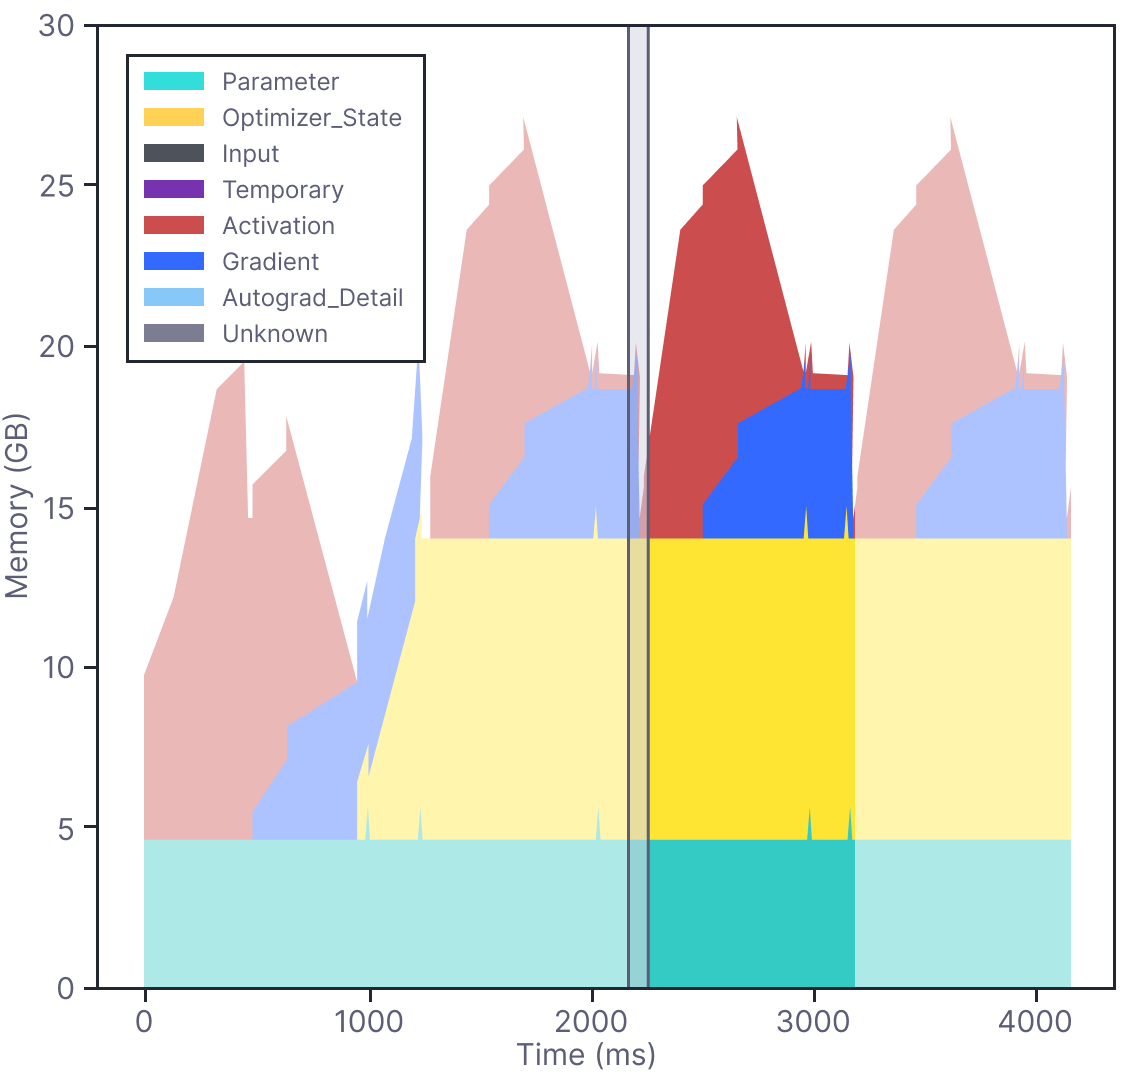 30
25
20
15
10
5
0
Memory (GB)
Parameter
Optimizer_State
Input
Temporary
Activation
Gradient
Autograd_Detail
Unknown
0 1000 2000 3000 4000
Time (ms)